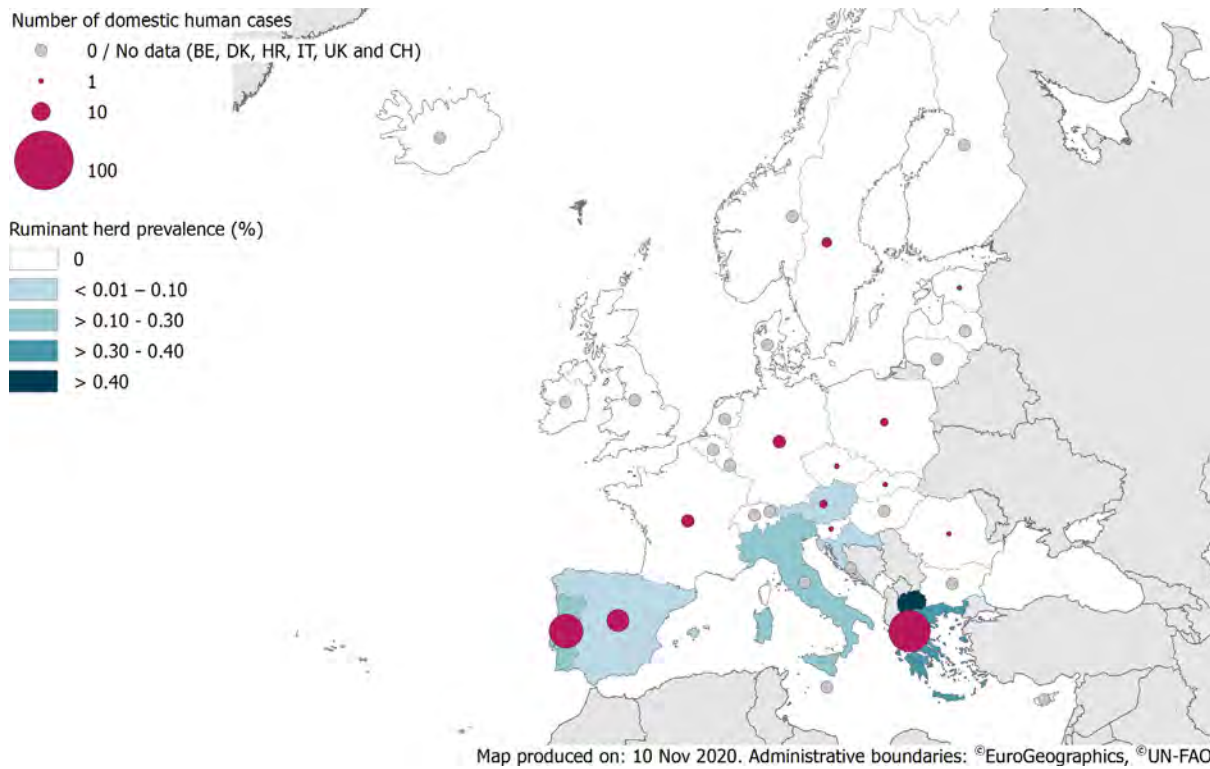 Number of domestic human cases
0 / No data (BE, DK, HR, IT, UK and CH)
1
10
100
Ruminant herd prevalence (%)
0
< 0.01 – 0.10
> 0.10 - 0.30
> 0.30 - 0.40
> 0.40
Map produced on: 10 Nov 2020. Administrative boundaries: ©EuroGeographics, ©UN-FAO